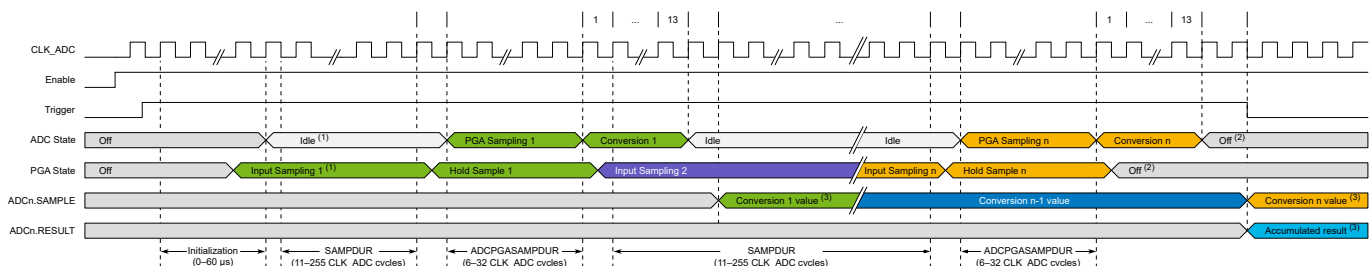 1 ... 13 ... 1 ... 13
CLK_ADC
Enable
Trigger
ADC State Off Idle (1) PGA Sampling 1 Conversion 1 Idle Idle PGA Sampling n Conversion n Off (2)
PGA State Off Input Sampling 1 (1) Hold Sample 1 Input Sampling 2 Input Sampling n Hold Sample n Off (2)
ADCn.SAMPLE Conversion 1 value (3) Conversion n-1 value Conversion n value (3)
ADCn.RESULT Accumulated result (3)
Initialization SAMPDUR ADCPGASAMPDUR SAMPDUR ADCPGASAMPDUR
(0–60 µs) (11–255 CLK_ADC cycles) (6–32 CLK_ADC cycles) (11–255 CLK_ADC cycles) (6–32 CLK_ADC cycles)